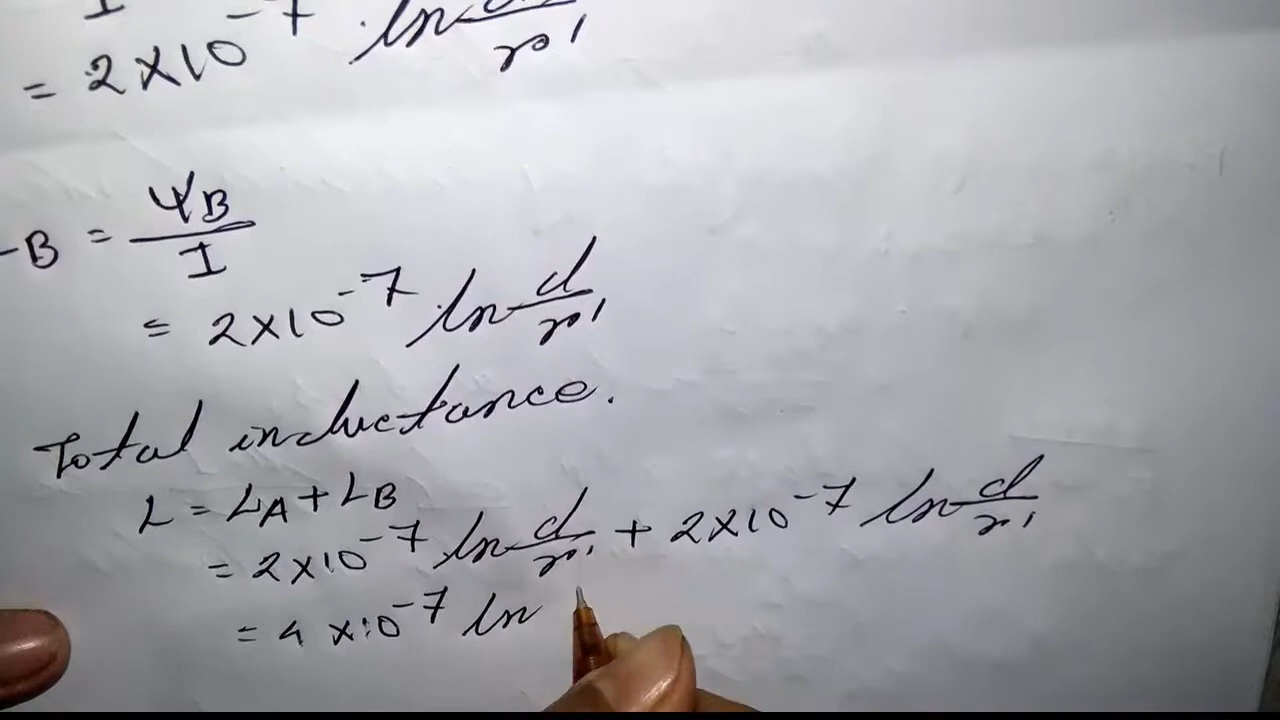 = 2×10⁻⁷ ln d/r'
-B = ΨB/I
= 2×10⁻⁷ ln d/r'
Total inductance.
L = LA + LB
= 2×10⁻⁷ ln d/r' + 2×10⁻⁷ ln d/r'
= 4×10⁻⁷ ln